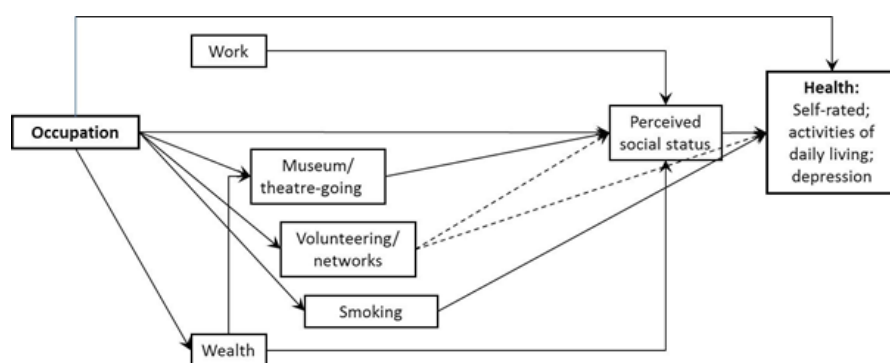 Work
Occupation
Museum/
theatre-going
Volunteering/
networks
Smoking
Wealth
Perceived
social status
Health:
Self-rated;
activities of
daily living;
depression